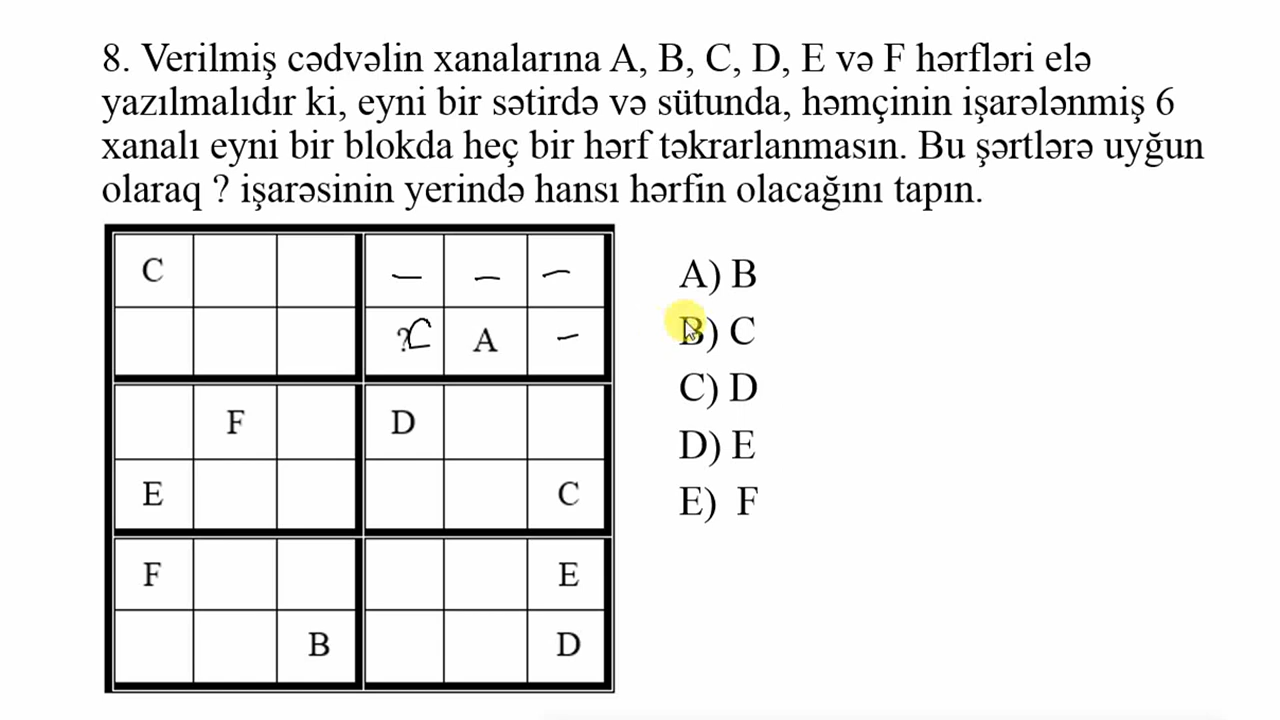 8. Verilmiş cədvəlin xanalarına A, B, C, D, E və F hərfləri elə
yazılmalıdır ki, eyni bir sətirdə və sütunda, həmçinin işarələnmiş 6
xanalı eyni bir blokda heç bir hərf təkrarlanmasın. Bu şərtlərə uyğun
olaraq ? işarəsinin yerində hansı hərfin olacağını tapın.
C – – –
?C A –
F D
E C
F E
B D
A) B
B) C
C) D
D) E
E) F